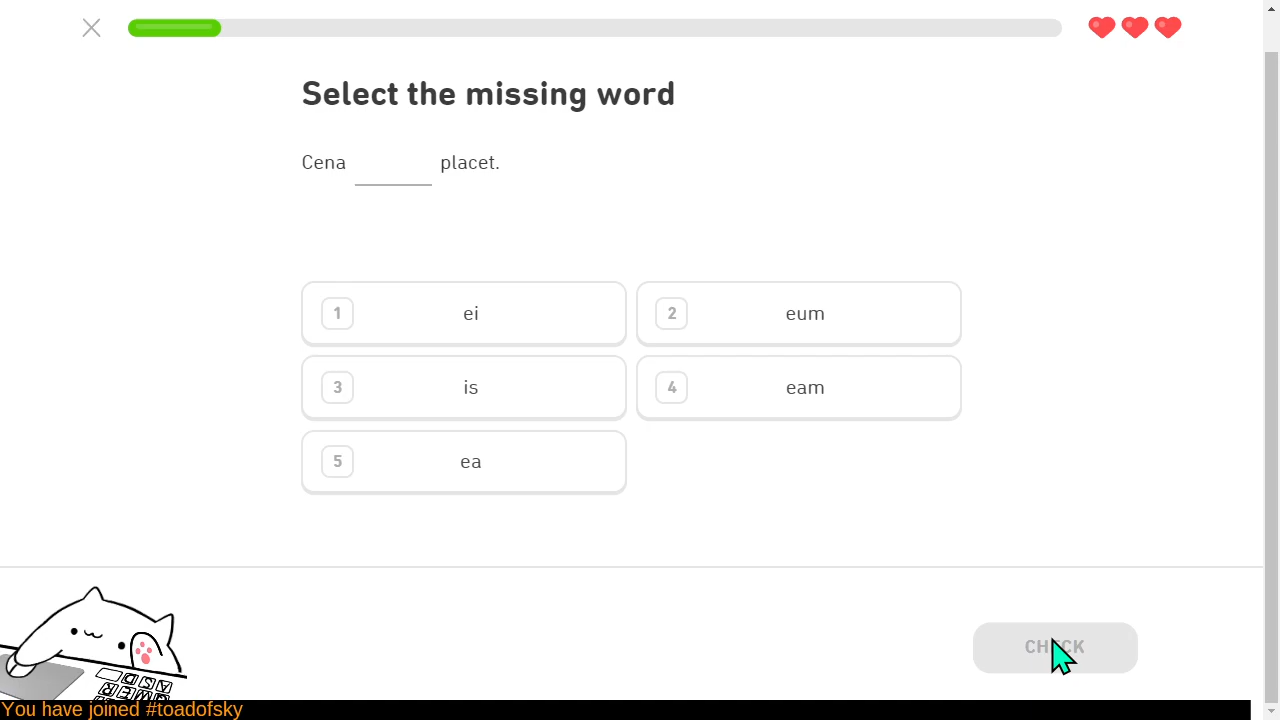 Select the missing word
Cena ______ placet.
1 ei
2 eum
3 is
4 eam
5 ea
CHECK
You have joined #toadofsky